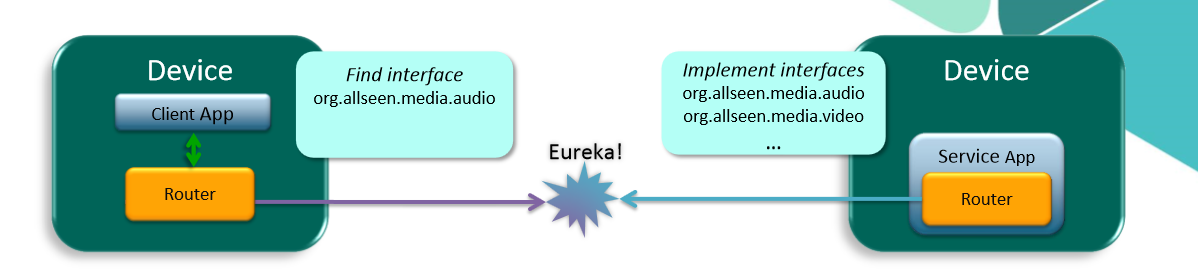 Device
Client App
Router
Find interface
org.allseen.media.audio
Eureka!
Implement interfaces
org.allseen.media.audio
org.allseen.media.video
...
Device
Service App
Router